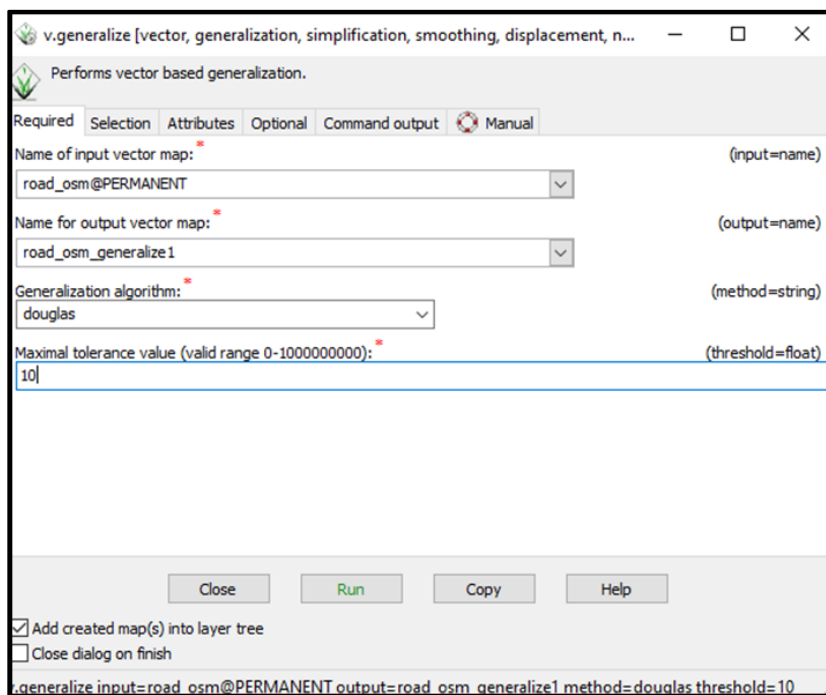 v.generalize [vector, generalization, simplification, smoothing, displacement, n...
Performs vector based generalization.
Required Selection Attributes Optional Command output Manual
Name of input vector map:* (input=name)
road_osm@PERMANENT
Name for output vector map:* (output=name)
road_osm_generalize1
Generalization algorithm:* (method=string)
douglas
Maximal tolerance value (valid range 0-1000000000):* (threshold=float)
10
Close Run Copy Help
Add created map(s) into layer tree
Close dialog on finish
v.generalize input=road_osm@PERMANENT output=road_osm_generalize1 method=douglas threshold=10